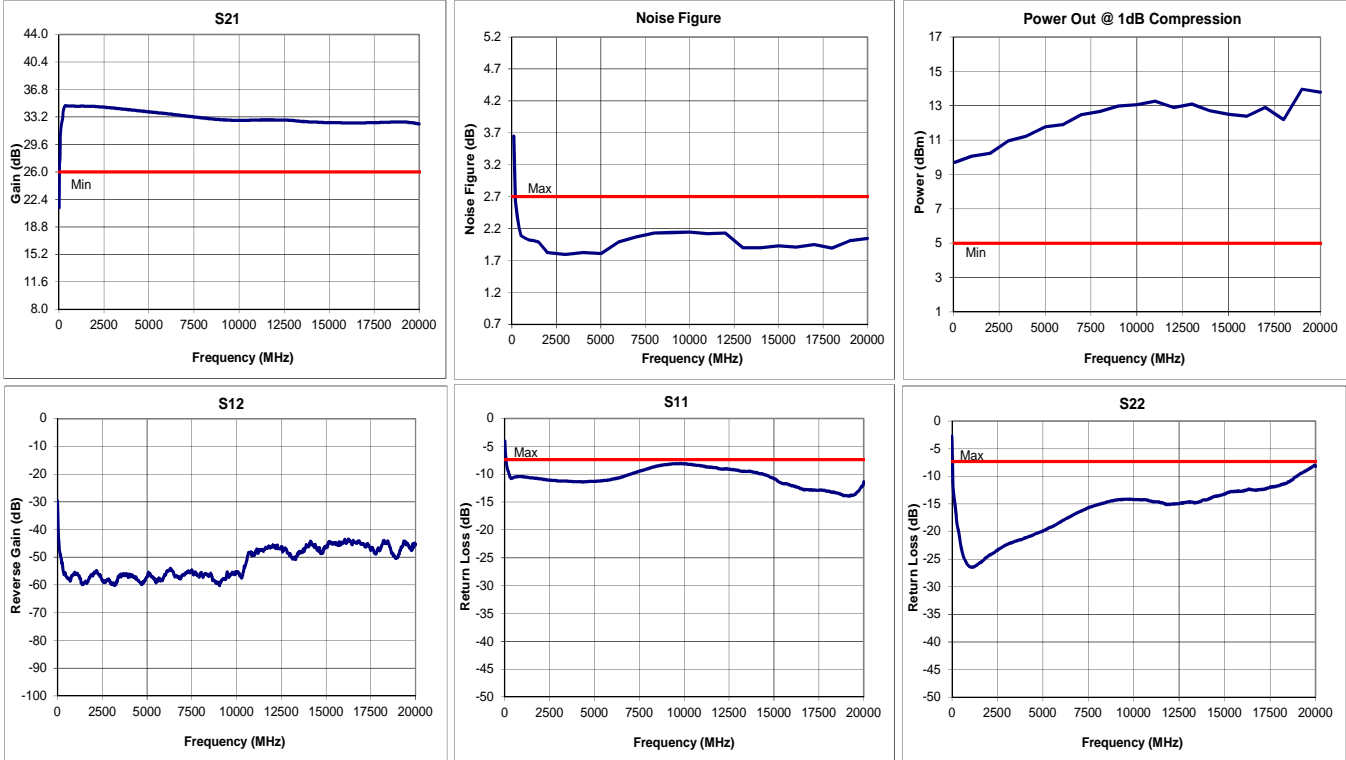 S21
Gain (dB)
44.0
40.4
36.8
33.2
29.6
26.0
22.4
18.8
15.2
11.6
8.0
Min
0 2500 5000 7500 10000 12500 15000 17500 20000
Frequency (MHz)
Noise Figure
Noise Figure (dB)
5.2
4.7
4.2
3.7
3.2
2.7
2.2
1.7
1.2
0.7
Max
0 2500 5000 7500 10000 12500 15000 17500 20000
Frequency (MHz)
Power Out @ 1dB Compression
Power (dBm)
17
15
13
11
9
7
5
3
1
Min
0 2500 5000 7500 10000 12500 15000 17500 20000
Frequency (MHz)
S12
Reverse Gain (dB)
0
-10
-20
-30
-40
-50
-60
-70
-80
-90
-100
0 2500 5000 7500 10000 12500 15000 17500 20000
Frequency (MHz)
S11
Return Loss (dB)
0
-5
-10
-15
-20
-25
-30
-35
-40
-45
-50
Max
0 2500 5000 7500 10000 12500 15000 17500 20000
Frequency (MHz)
S22
Return Loss (dB)
0
-5
-10
-15
-20
-25
-30
-35
-40
-45
-50
Max
0 2500 5000 7500 10000 12500 15000 17500 20000
Frequency (MHz)